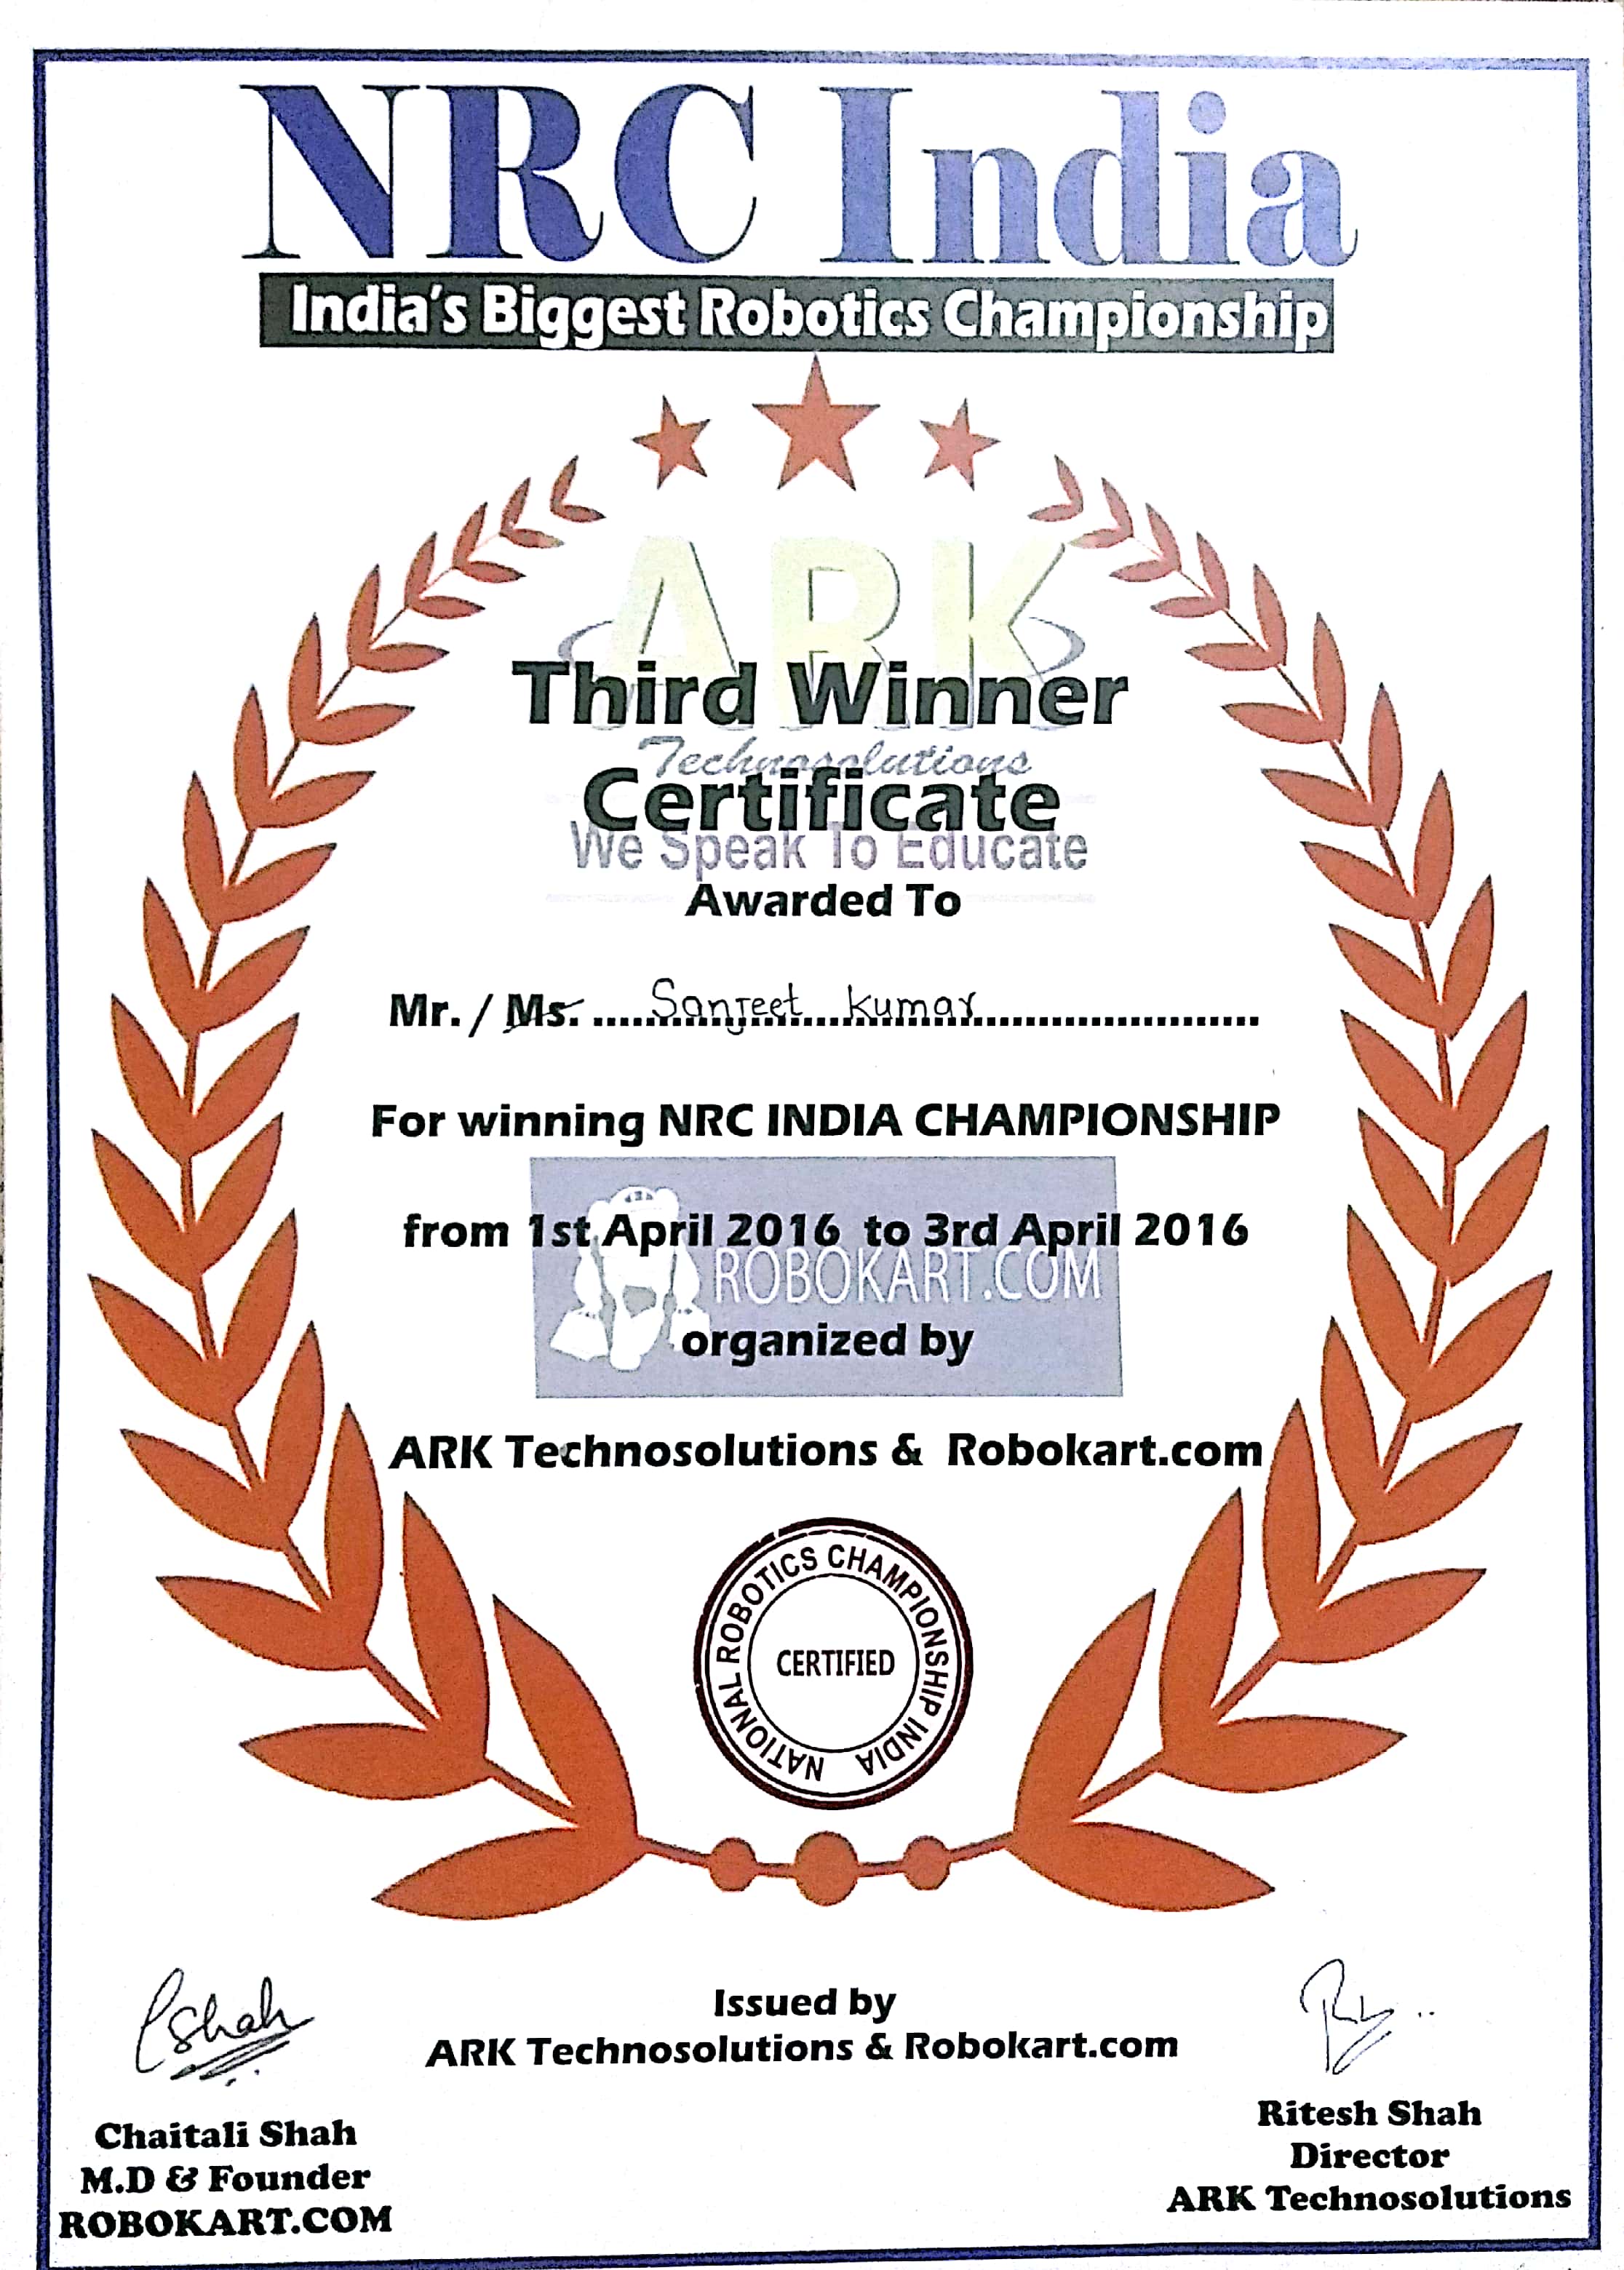 NRC India
India's Biggest Robotics Championship
ARK
Third Winner
Technosolutions
Certificate
We Speak To Educate
Awarded To
Mr. / Ms. ..... Sanjeet Kumar ......................
For winning NRC INDIA CHAMPIONSHIP
from 1st April 2016 to 3rd April 2016
ROBOKART.COM
organized by
ARK Technosolutions & Robokart.com
NATIONAL ROBOTICS CHAMPIONSHIP INDIA
CERTIFIED
CShah
Issued by
ARK Technosolutions & Robokart.com
Chaitali Shah
M.D & Founder
ROBOKART.COM
Ritesh Shah
Director
ARK Technosolutions